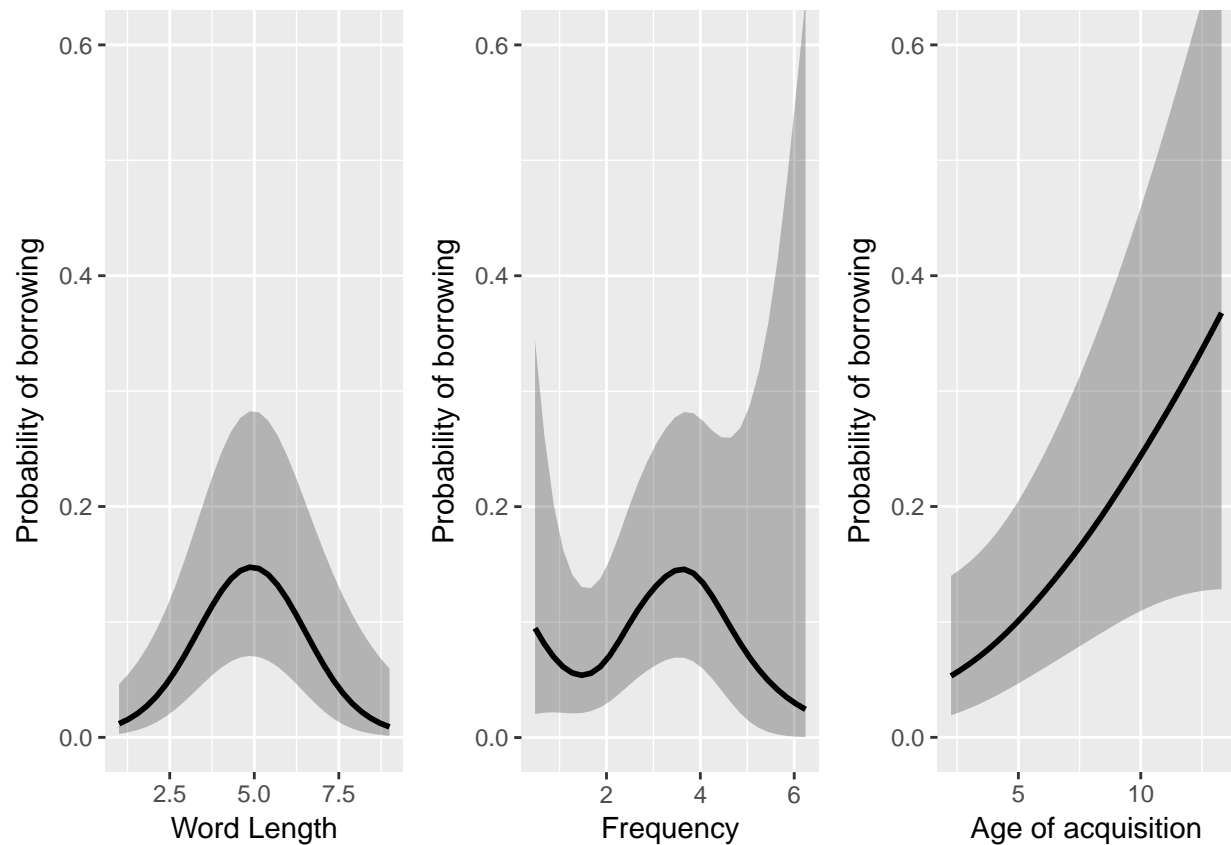 Probability of borrowing
0.6
0.4
0.2
0.0
2.5 5.0 7.5
Word Length
Probability of borrowing
0.6
0.4
0.2
0.0
2 4 6
Frequency
Probability of borrowing
0.6
0.4
0.2
0.0
5 10
Age of acquisition